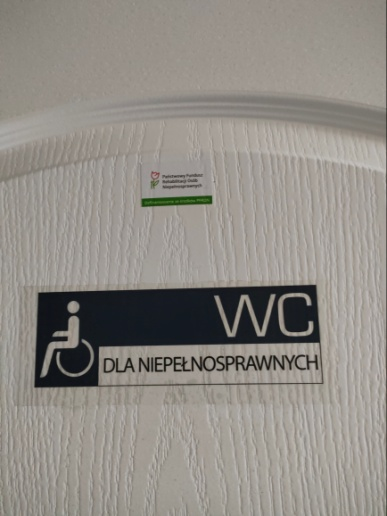 Państwowy Fundusz
Rehabilitacji Osób
Niepełnosprawnych
WC
DLA NIEPEŁNOSPRAWNYCH